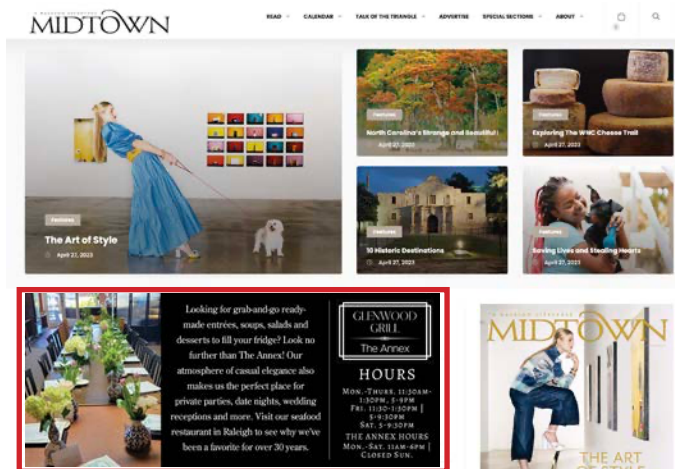 MIDTOWN
READ CALENDAR TALK OF THE TRIANGLE ADVERTISE SPECIAL SECTIONS ABOUT
0
Features
The Art of Style
April 27, 2023
Features
North Carolina's Strange and Beautiful
April 27, 2023
Features
Exploring The WNC Cheese Trail
April 27, 2023
Features
10 Historic Destinations
April 27, 2023
Features
Saving Lives and Stealing Hearts
April 27, 2023
Looking for grab-and-go ready-
made entrées, soups, salads and
desserts to fill your fridge? Look no
further than The Annex! Our
atmosphere of casual elegance also
makes us the perfect place for
private parties, date nights, wedding
receptions and more. Visit our seafood
restaurant in Raleigh to see why we've
been a favorite for over 30 years.
GLENWOOD
GRILL
The Annex
HOURS
MON.-THURS. 11:30AM-
1:30PM, 5-9PM
FRI. 11:30-1:30PM |
5-9:30PM
SAT. 5-9:30PM
THE ANNEX HOURS
MON.-SAT. 11AM-6PM |
CLOSED SUN.
MIDTOWN
THE ART
OF STYLE